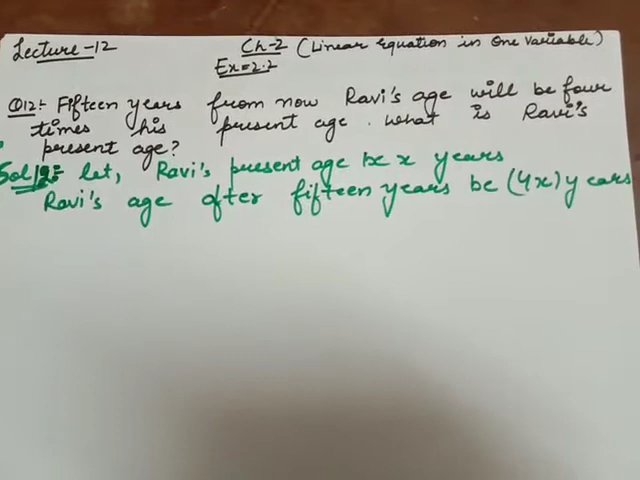 Lecture-12 Ch-2 (Linear Equation in One Variable)
Ex=2.2
Q12:- Fifteen years from now Ravi's age will be four
times his present age. What is Ravi's
present age?
Sol12:- let, Ravi's present age be x years
Ravi's age after fifteen years be (4x) years